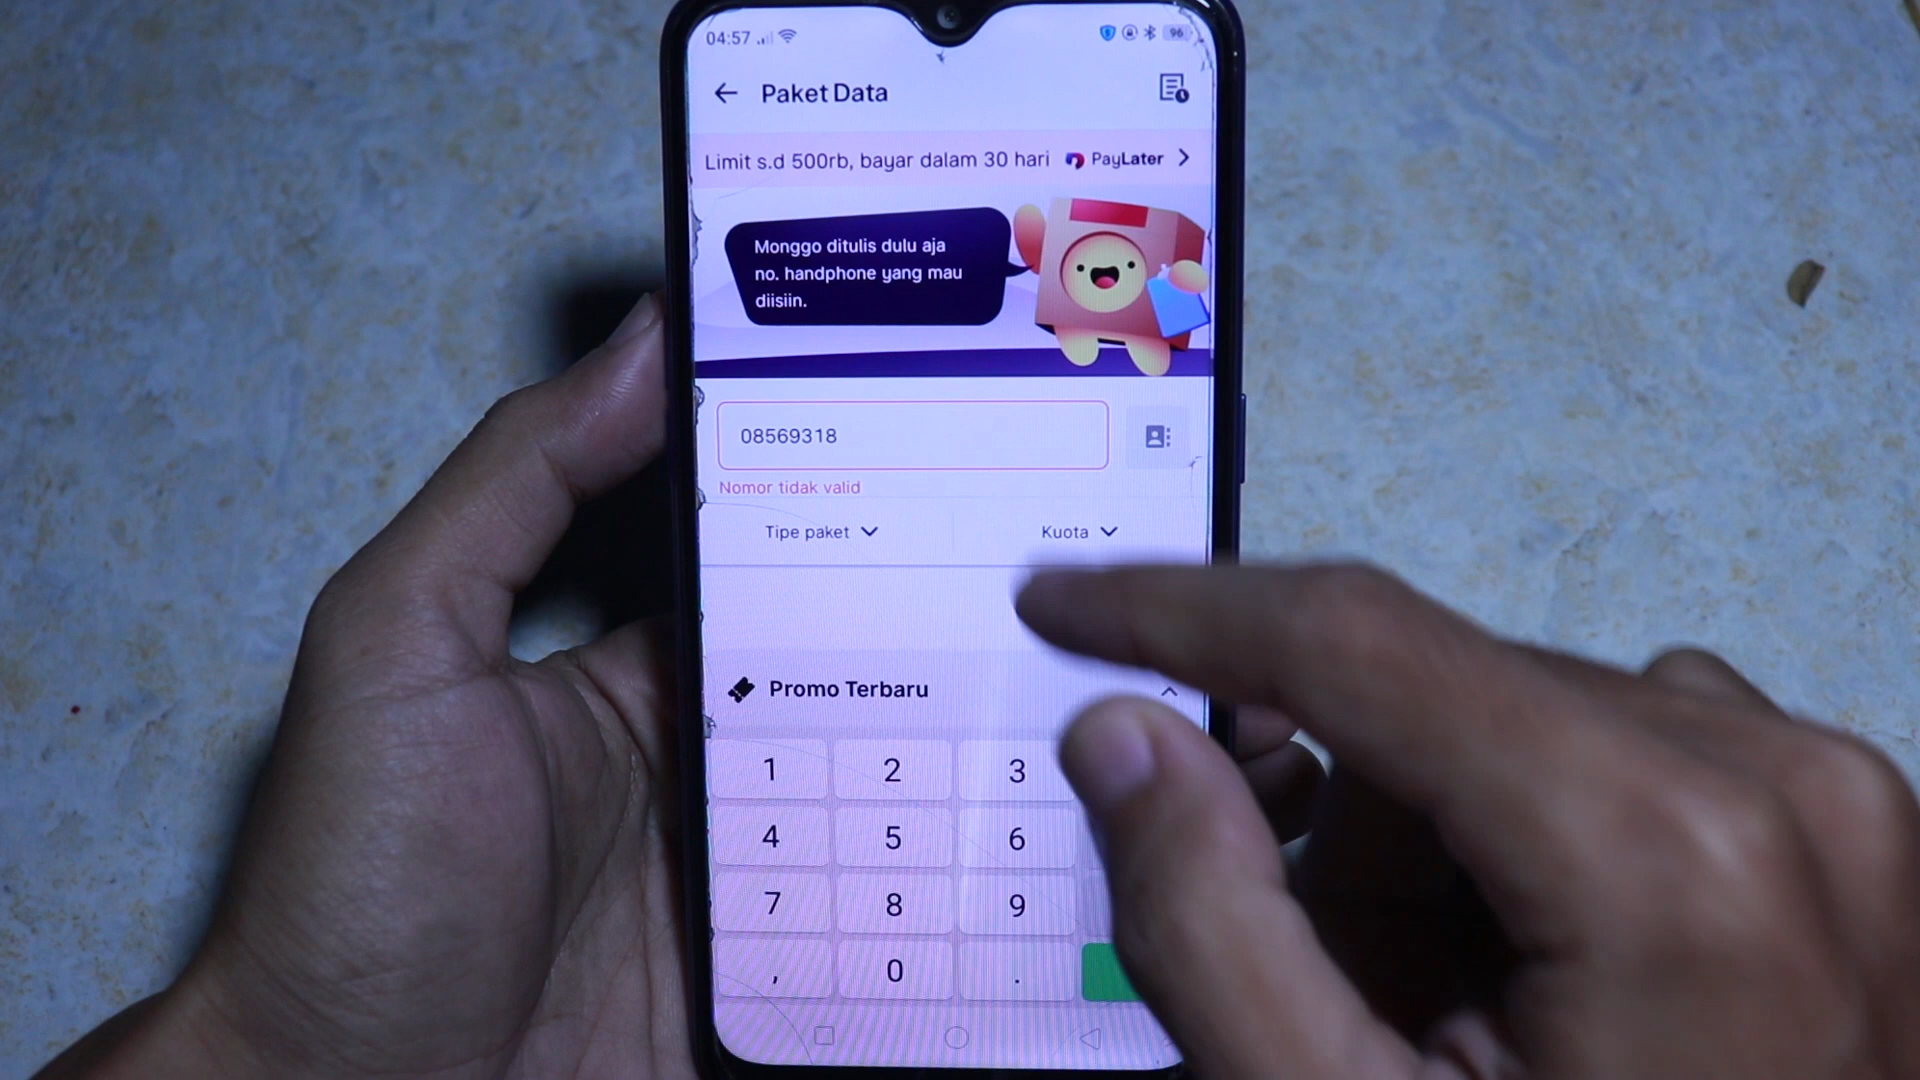 04:57
96
Paket Data
Limit s.d 500rb, bayar dalam 30 hari PayLater
Monggo ditulis dulu aja
no. handphone yang mau
diisiin.
08569318
Nomor tidak valid
Tipe paket Kuota
Promo Terbaru
1 2 3
4 5 6
7 8 9
, 0 .